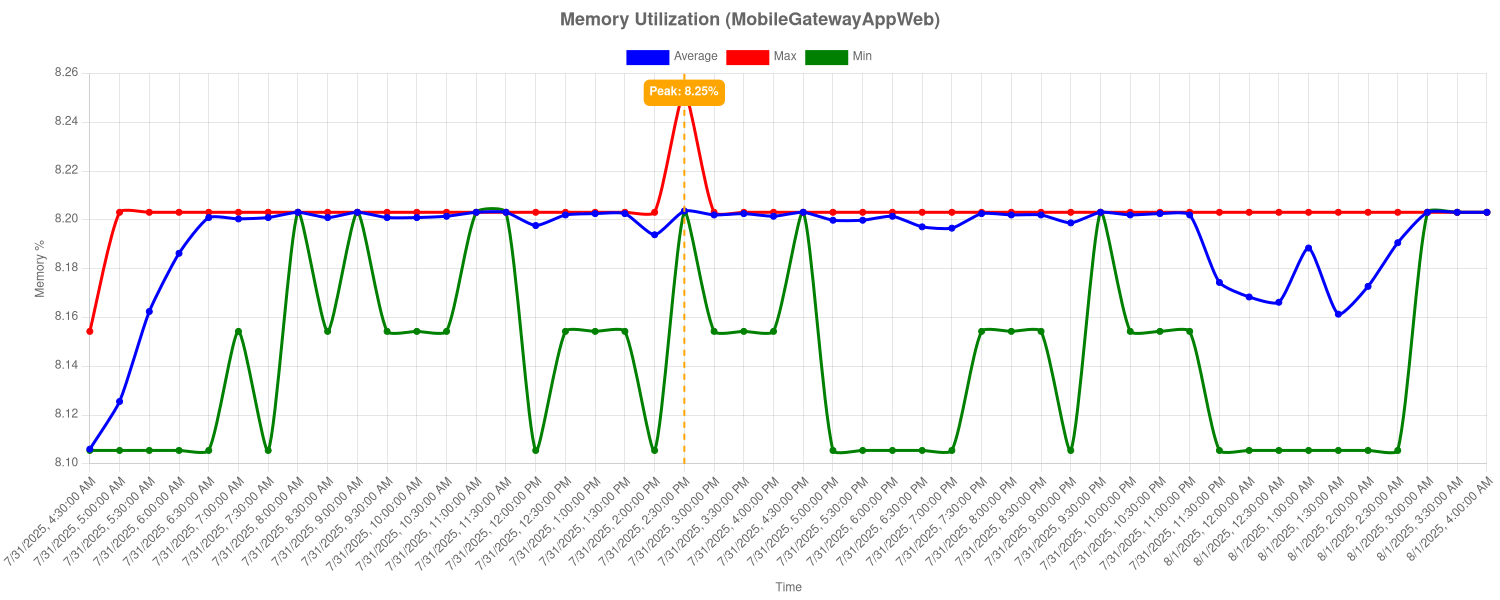 Memory Utilization (MobileGatewayAppWeb)
Average Max Min
Peak: 8.25%
8.26
8.24
8.22
8.20
8.18
8.16
8.14
8.12
8.10
Memory %
7/31/2025, 4:30:00 AM
7/31/2025, 5:00:00 AM
7/31/2025, 5:30:00 AM
7/31/2025, 6:00:00 AM
7/31/2025, 6:30:00 AM
7/31/2025, 7:00:00 AM
7/31/2025, 7:30:00 AM
7/31/2025, 8:00:00 AM
7/31/2025, 8:30:00 AM
7/31/2025, 9:00:00 AM
7/31/2025, 9:30:00 AM
7/31/2025, 10:00:00 AM
7/31/2025, 10:30:00 AM
7/31/2025, 11:00:00 AM
7/31/2025, 11:30:00 AM
7/31/2025, 12:00:00 PM
7/31/2025, 12:30:00 PM
7/31/2025, 1:00:00 PM
7/31/2025, 1:30:00 PM
7/31/2025, 2:00:00 PM
7/31/2025, 2:30:00 PM
7/31/2025, 3:00:00 PM
7/31/2025, 3:30:00 PM
7/31/2025, 4:00:00 PM
7/31/2025, 4:30:00 PM
7/31/2025, 5:00:00 PM
7/31/2025, 5:30:00 PM
7/31/2025, 6:00:00 PM
7/31/2025, 6:30:00 PM
7/31/2025, 7:00:00 PM
7/31/2025, 7:30:00 PM
7/31/2025, 8:00:00 PM
7/31/2025, 8:30:00 PM
7/31/2025, 9:00:00 PM
7/31/2025, 9:30:00 PM
7/31/2025, 10:00:00 PM
7/31/2025, 10:30:00 PM
7/31/2025, 11:00:00 PM
7/31/2025, 11:30:00 PM
8/1/2025, 12:00:00 AM
8/1/2025, 12:30:00 AM
8/1/2025, 1:00:00 AM
8/1/2025, 1:30:00 AM
8/1/2025, 2:00:00 AM
8/1/2025, 2:30:00 AM
8/1/2025, 3:00:00 AM
8/1/2025, 3:30:00 AM
8/1/2025, 4:00:00 AM
Time